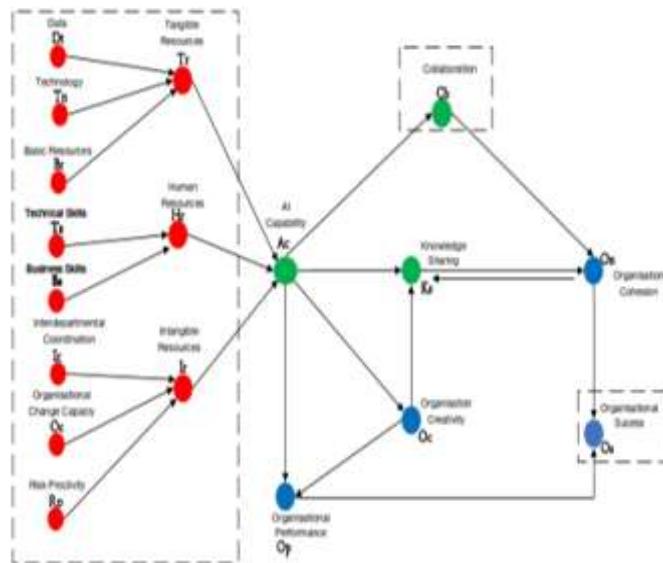 Data
Dt
Tangible
Resources
Tr
Technology
Tn
Basic Resources
Br
Technical Skills
Ts
Human
Resources
Hr
Business Skills
Bs
Interdepartmental
Coordination
Ic
Intangible
Resources
Ir
Organisational
Change Capacity
Oc
Risk Proclivity
Rp
AI
Capability
Ac
Collaboration
Knowledge
Sharing
Ks
Organisation
Cohesion
Organisation
Creativity
Oc
Organisational
Performance
Op
Organisational
Sucess
Os